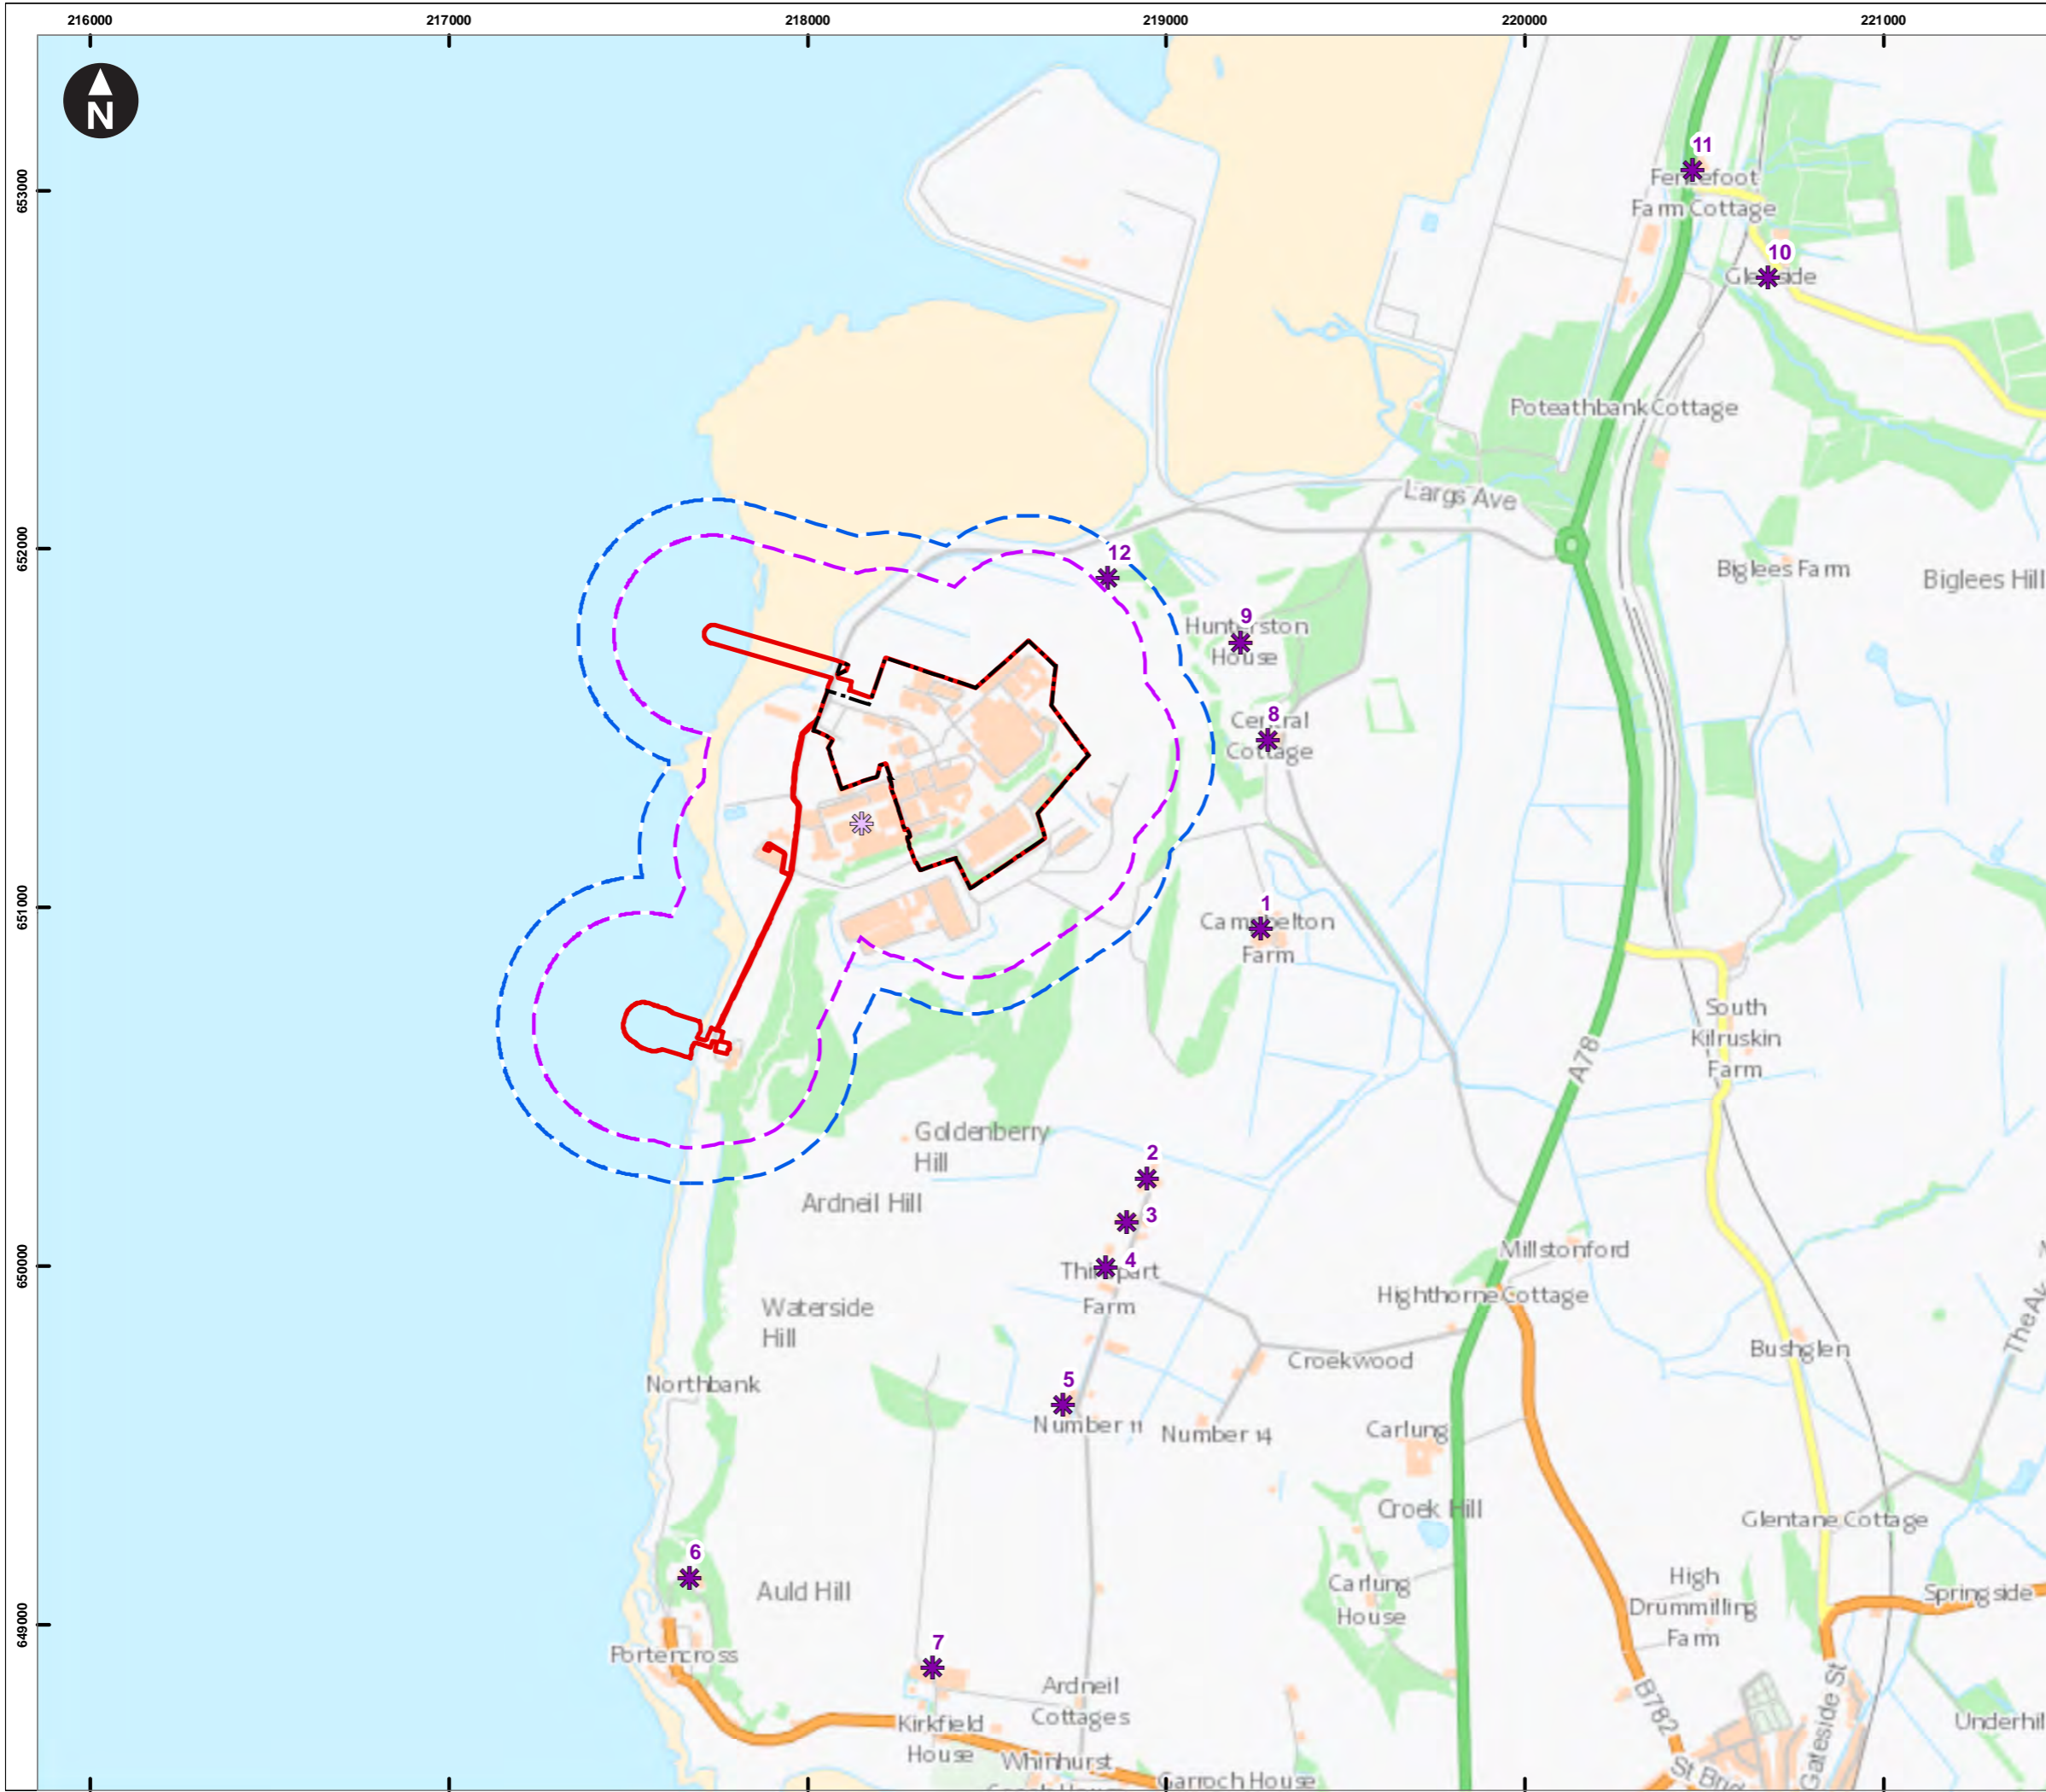 216000
217000
218000
219000
220000
221000
653000
652000
651000
650000
649000
N
11
Farm Cottage
10
Poteathbank Cottage
Largs Ave
Biglees Farm
Biglees Hill
12
9
Hunterston
House
8
Central
Cottage
1
Campbelton
Farm
South
Kilruskin
Farm
A78
Goldenberry
Hill
Ardneil Hill
2
3
4
Thirdpart
Farm
Millstonford
Highthorne Cottage
Waterside
Hill
Croekwood
Bushglen
Northbank
5
Number 11
Number 14
Carlung
Croek Hill
Glentane Cottage
6
Auld Hill
Carlung
House
High
Drummilling
Farm
Springside
Portencross
7
Ardneil
Cottages
Kirkfield
House
Whinhurst
Garroch House
B782
Gateside St